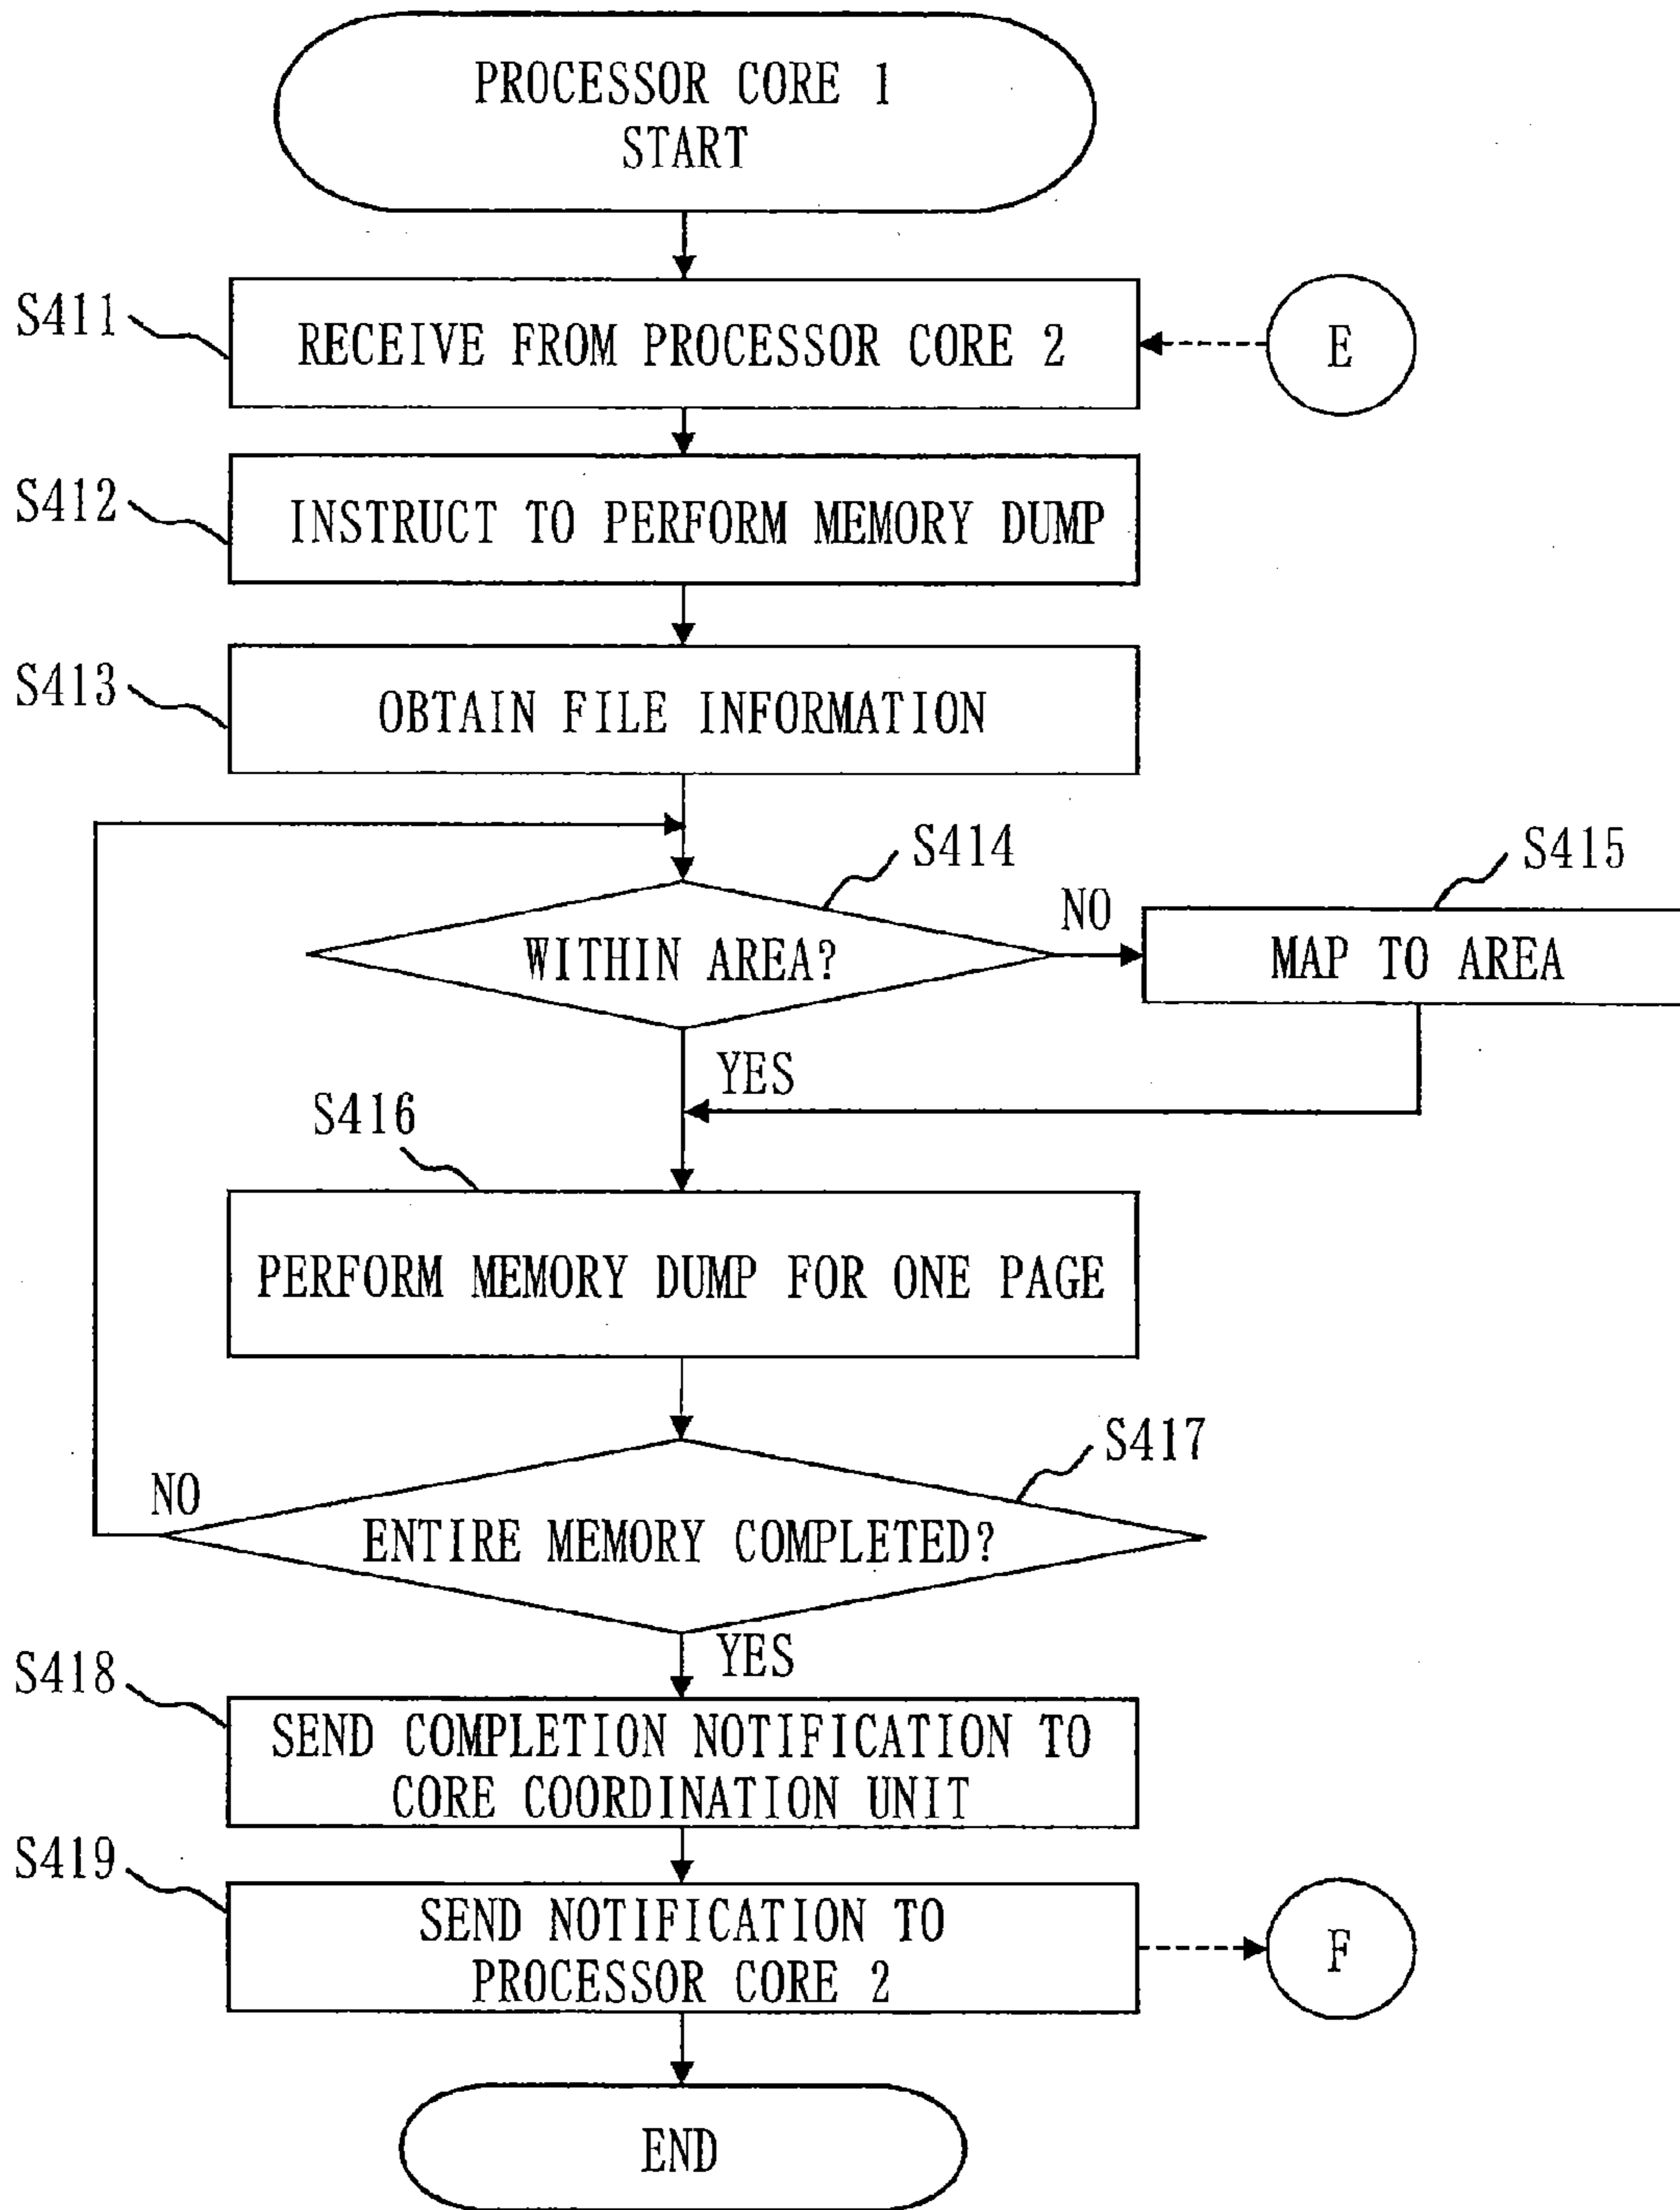 PROCESSOR CORE 1
START
S411
RECEIVE FROM PROCESSOR CORE 2
E
S412
INSTRUCT TO PERFORM MEMORY DUMP
S413
OBTAIN FILE INFORMATION
S414
WITHIN AREA?
NO
S415
MAP TO AREA
YES
S416
PERFORM MEMORY DUMP FOR ONE PAGE
S417
NO
ENTIRE MEMORY COMPLETED?
YES
S418
SEND COMPLETION NOTIFICATION TO
CORE COORDINATION UNIT
S419
SEND NOTIFICATION TO
PROCESSOR CORE 2
F
END